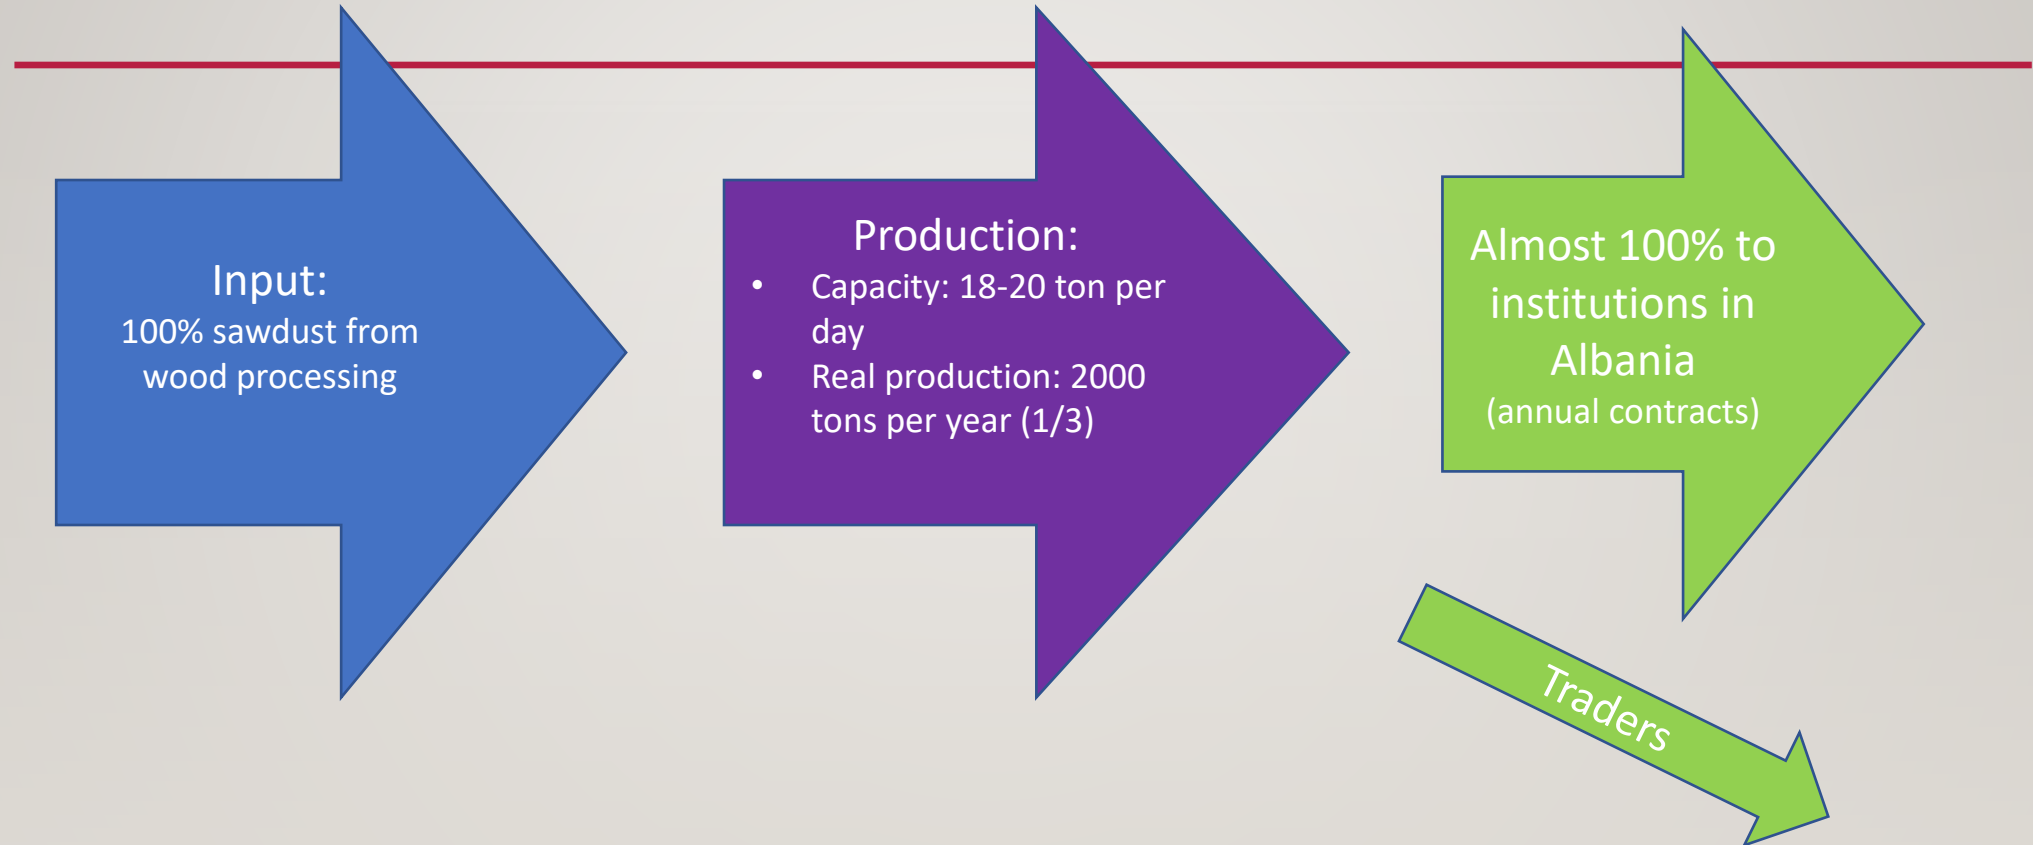 Input:
100% sawdust from
wood processing
Production:
• Capacity: 18-20 ton per
day
• Real production: 2000
tons per year (1/3)
Almost 100% to
institutions in
Albania
(annual contracts)
Traders